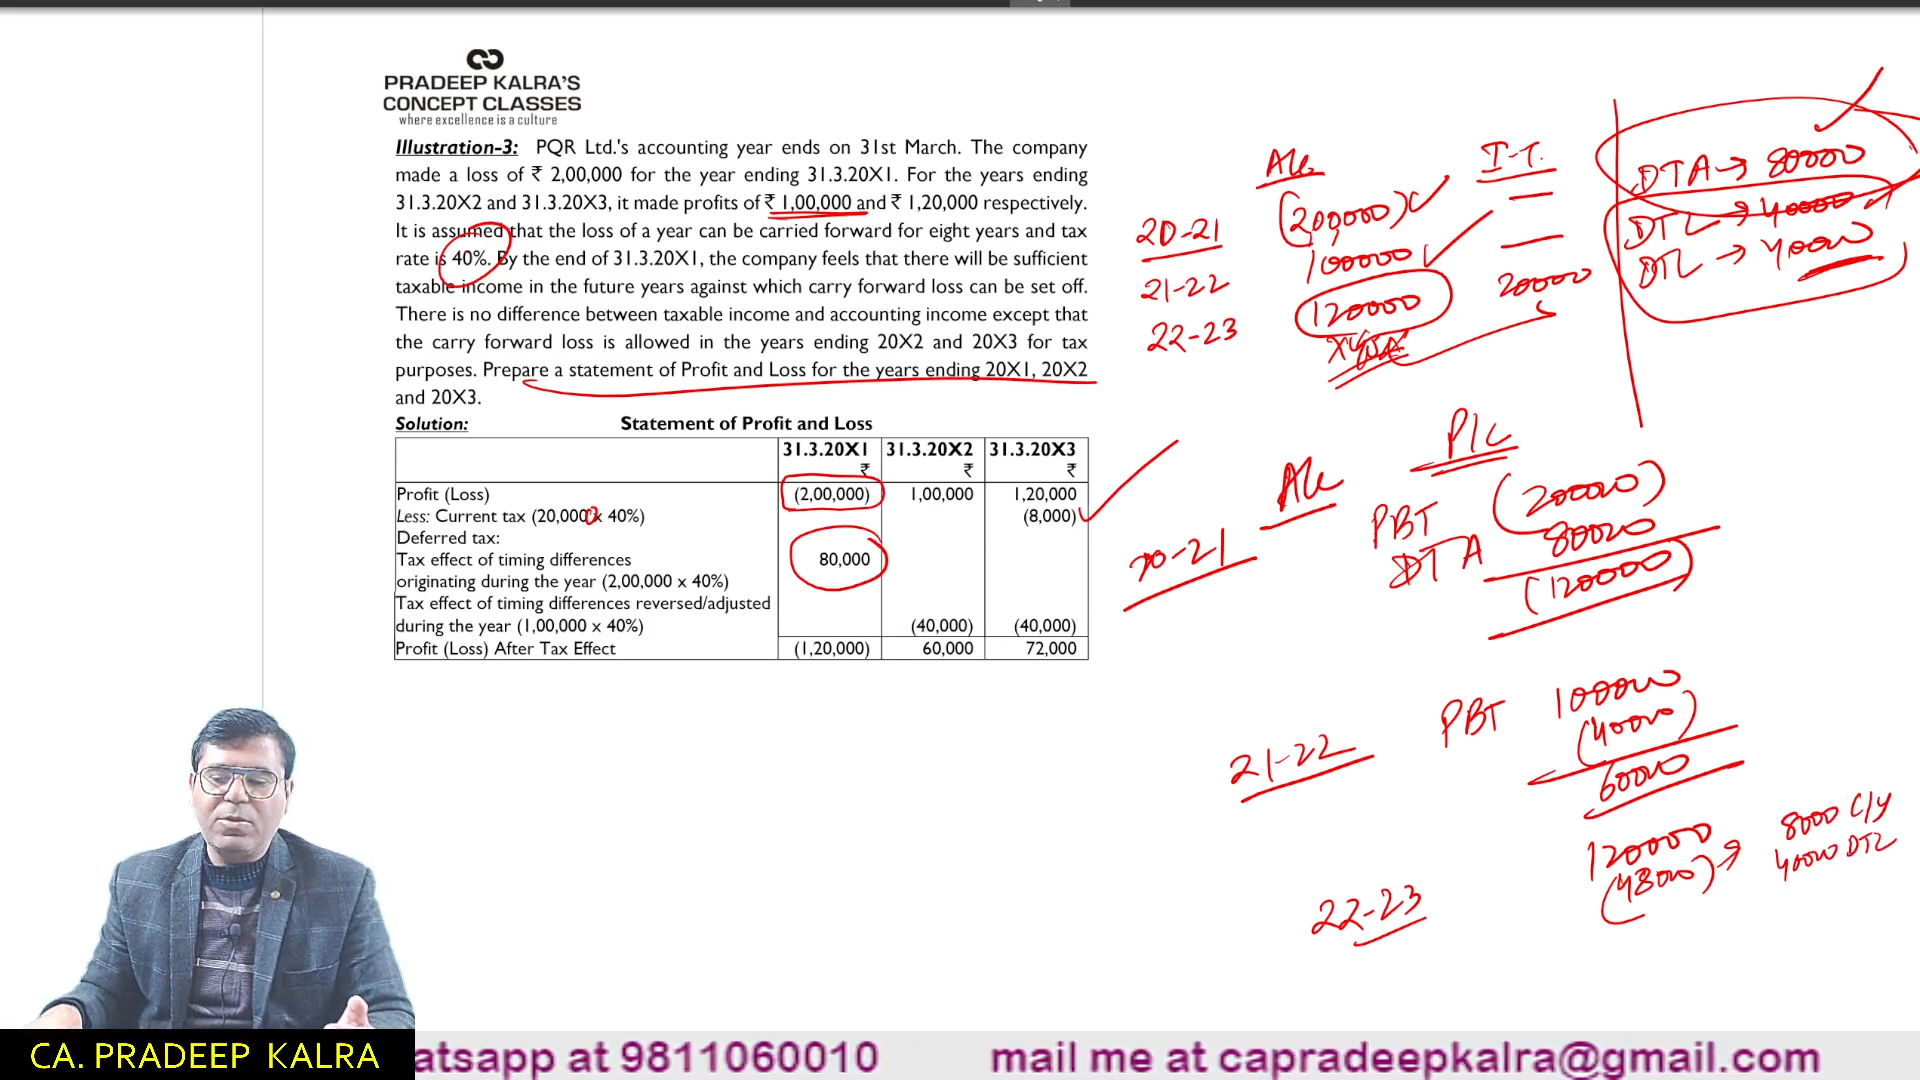 PRADEEP KALRA'S
CONCEPT CLASSES
where excellence is a culture
Illustration-3: PQR Ltd.'s accounting year ends on 31st March. The company
made a loss of ₹ 2,00,000 for the year ending 31.3.20X1. For the years ending
31.3.20X2 and 31.3.20X3, it made profits of ₹ 1,00,000 and ₹ 1,20,000 respectively.
It is assumed that the loss of a year can be carried forward for eight years and tax
rate is 40%. By the end of 31.3.20X1, the company feels that there will be sufficient
taxable income in the future years against which carry forward loss can be set off.
There is no difference between taxable income and accounting income except that
the carry forward loss is allowed in the years ending 20X2 and 20X3 for tax
purposes. Prepare a statement of Profit and Loss for the years ending 20X1, 20X2
and 20X3.
Solution: Statement of Profit and Loss
31.3.20X1 31.3.20X2 31.3.20X3
₹ ₹ ₹
Profit (Loss) (2,00,000) 1,00,000 1,20,000
Less: Current tax (20,000 x 40%) (8,000)
Deferred tax:
Tax effect of timing differences 80,000
originating during the year (2,00,000 x 40%)
Tax effect of timing differences reversed/adjusted
during the year (1,00,000 x 40%) (40,000) (40,000)
Profit (Loss) After Tax Effect (1,20,000) 60,000 72,000
I.T.
20-21 (200000)
21-22 100000
22-23 120000 20000
DTA → 80000
DTL → 40000
DTL → 40000
P/L
20-21 PBT (200000)
DTA 80000
(120000)
21-22 PBT 100000
(40000)
60000
22-23 120000
(48000) → 8000 C/y
40000 DTL
CA. PRADEEP KALRA
atsapp at 9811060010 mail me at capradeepkalra@gmail.com